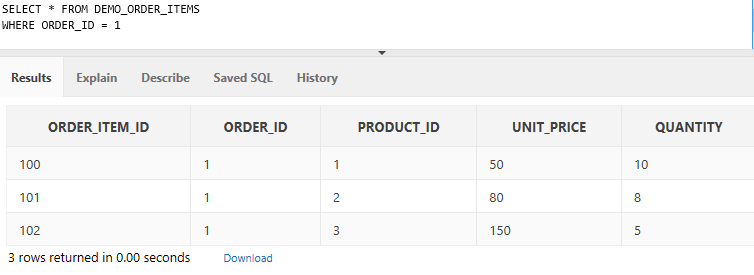 SELECT * FROM DEMO_ORDER_ITEMS
WHERE ORDER_ID = 1
Results Explain Describe Saved SQL History
ORDER_ITEM_ID ORDER_ID PRODUCT_ID UNIT_PRICE QUANTITY
100 1 1 50 10
101 1 2 80 8
102 1 3 150 5
3 rows returned in 0.00 seconds Download